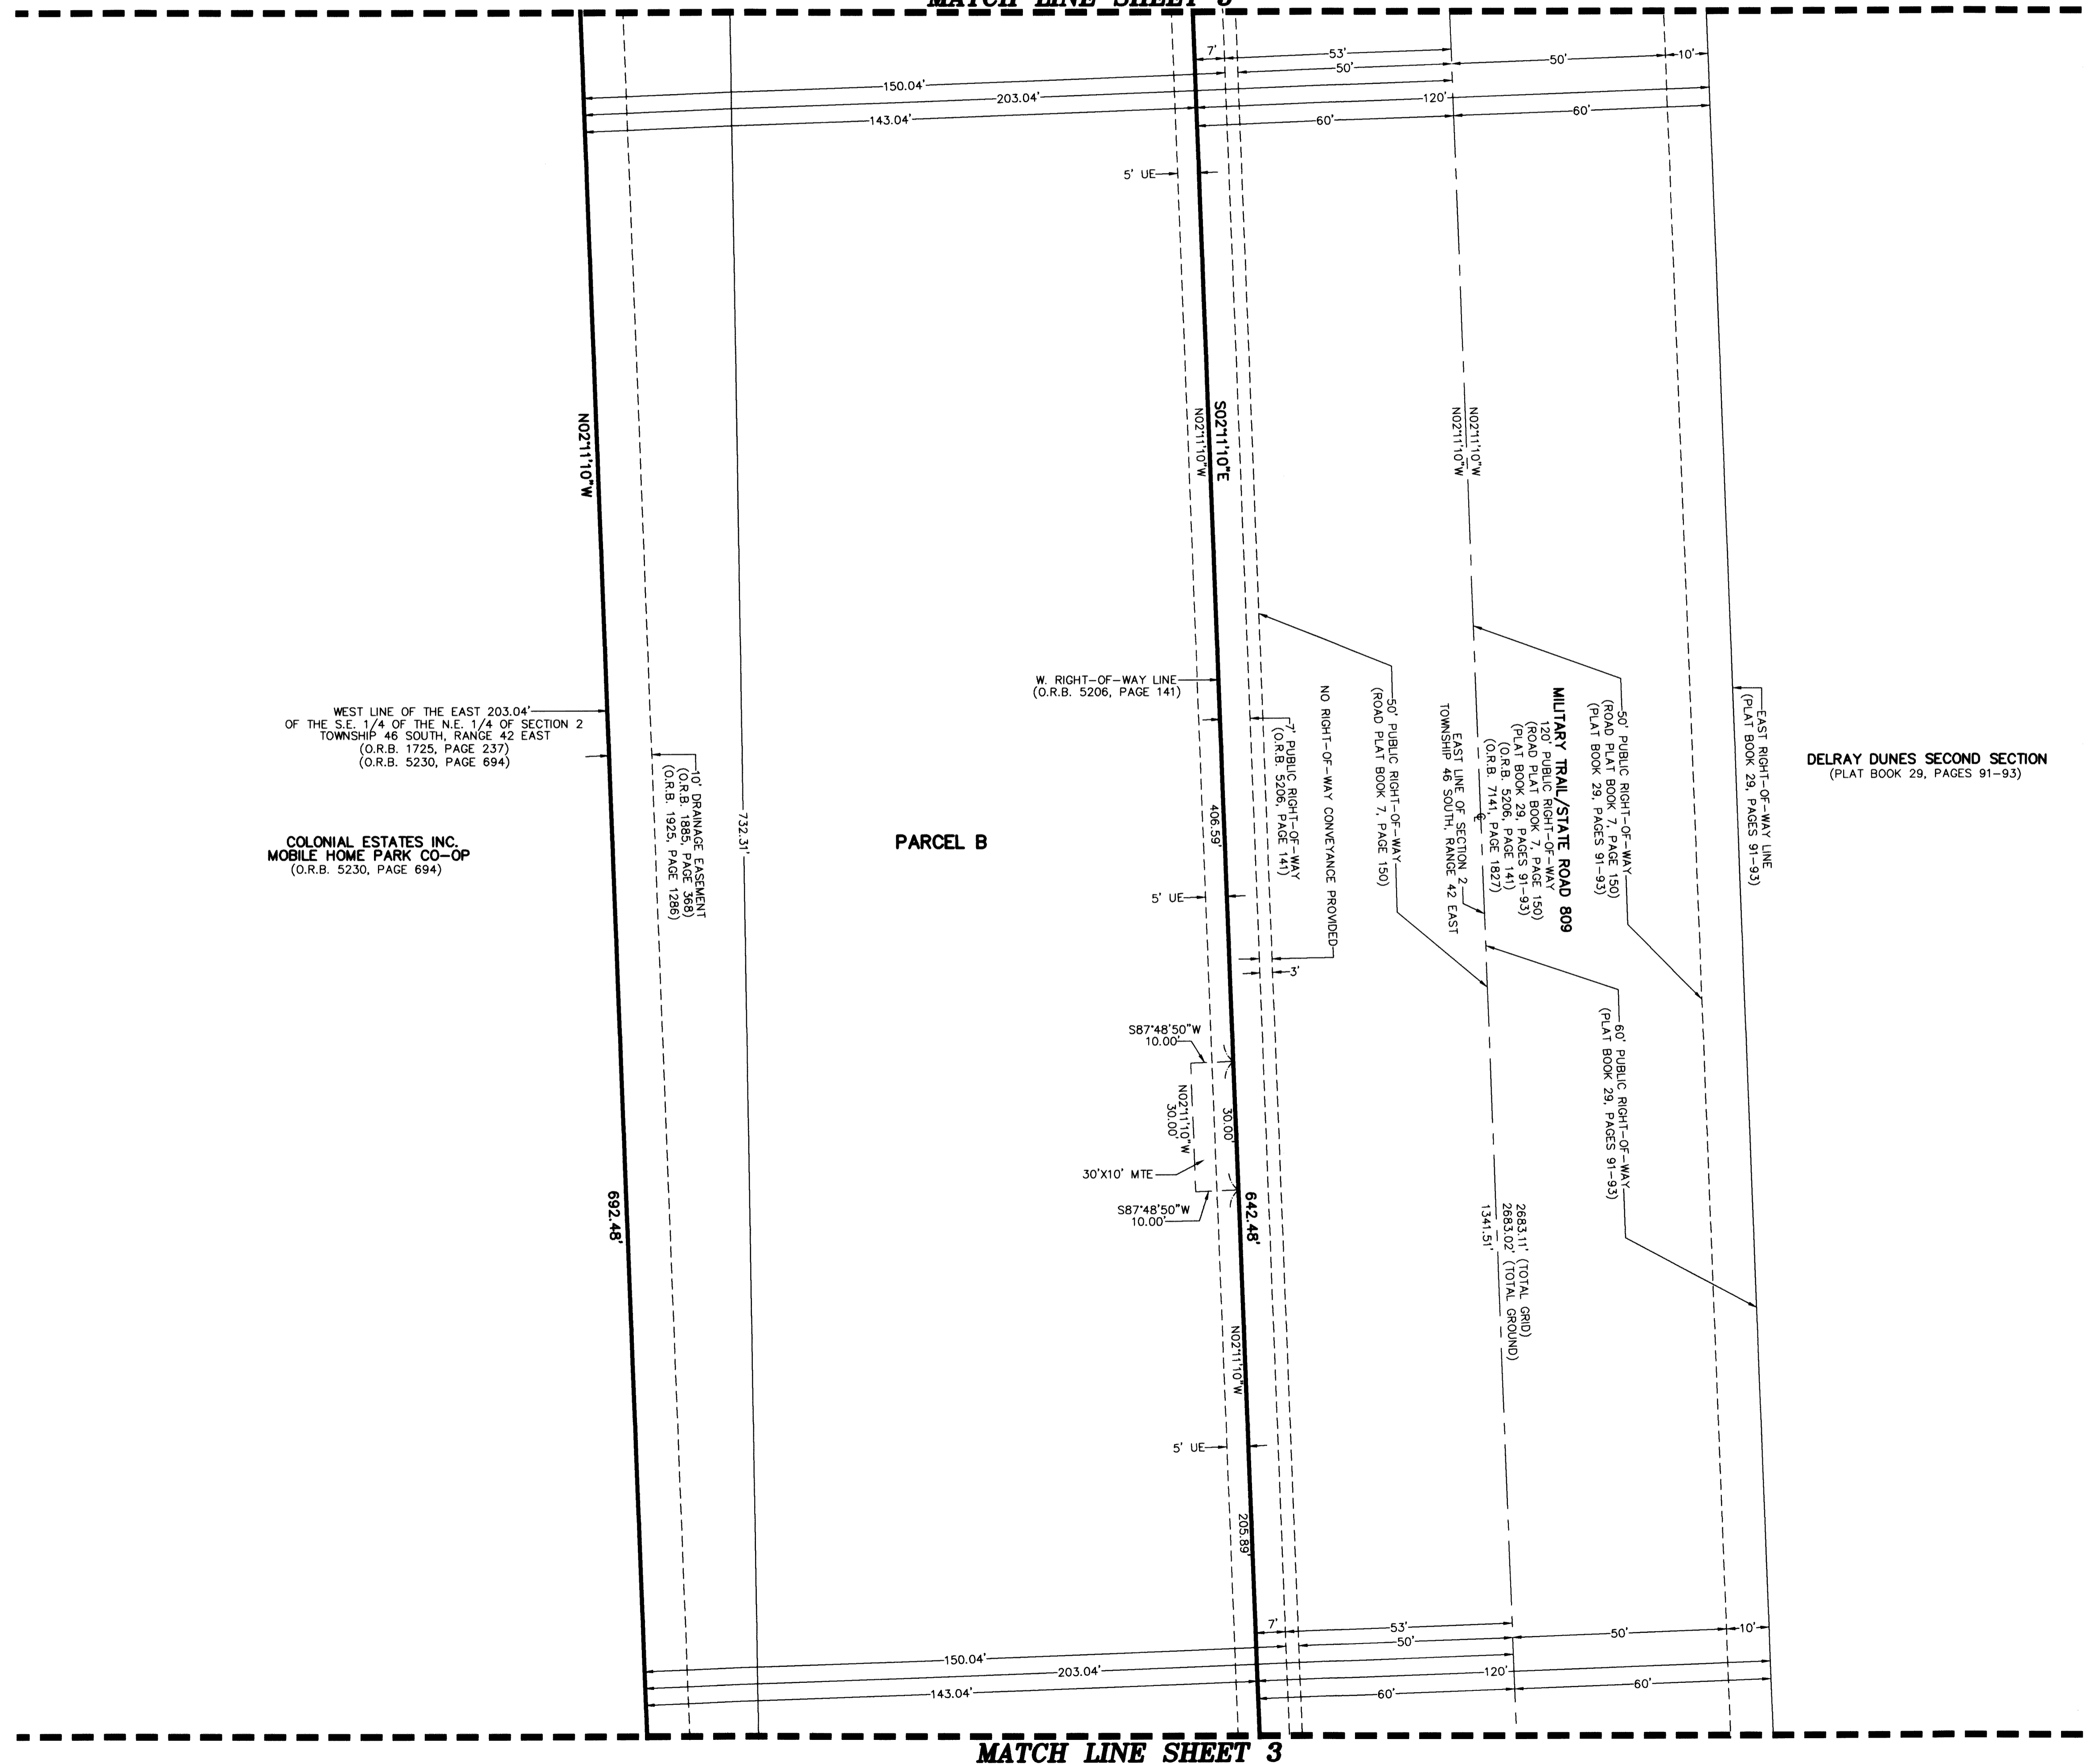 MATCH LINE SHEET
7'
53'
50'
50'
10'
150.04'
203.04'
120'
143.04'
60'
60'
5' UE
N02°11'10"W
S02°11'10"E
N02°11'10"W
N02°11'10"W
N02°11'10"W
W. RIGHT-OF-WAY LINE
(O.R.B. 5206, PAGE 141)
WEST LINE OF THE EAST 203.04'
OF THE S.E. 1/4 OF THE N.E. 1/4 OF SECTION 2
TOWNSHIP 46 SOUTH, RANGE 42 EAST
(O.R.B. 1725, PAGE 237)
(O.R.B. 5230, PAGE 694)
COLONIAL ESTATES INC.
MOBILE HOME PARK CO-OP
(O.R.B. 5230, PAGE 694)
10' DRAINAGE EASEMENT
(O.R.B. 1885, PAGE 368)
(O.R.B. 1925, PAGE 1286)
732.31'
PARCEL B
406.59'
5' UE
7' PUBLIC RIGHT-OF-WAY
(O.R.B. 5206, PAGE 141)
NO RIGHT-OF-WAY CONVEYANCE PROVIDED
3'
50' PUBLIC RIGHT-OF-WAY
(ROAD PLAT BOOK 7, PAGE 150)
EAST LINE OF SECTION 2
TOWNSHIP 46 SOUTH, RANGE 42 EAST
MILITARY TRAIL/STATE ROAD 809
120' PUBLIC RIGHT-OF-WAY
(ROAD PLAT BOOK 7, PAGE 150)
(PLAT BOOK 29, PAGES 91-93)
(O.R.B. 5206, PAGE 141)
(O.R.B. 7141, PAGE 1827)
50' PUBLIC RIGHT-OF-WAY
(ROAD PLAT BOOK 7, PAGE 150)
(PLAT BOOK 29, PAGES 91-93)
EAST RIGHT-OF-WAY LINE
(PLAT BOOK 29, PAGES 91-93)
DELRAY DUNES SECOND SECTION
(PLAT BOOK 29, PAGES 91-93)
60' PUBLIC RIGHT-OF-WAY
(PLAT BOOK 29, PAGES 91-93)
S87°48'50"W
10.00'
N02°11'10"W
30.00'
30.00'
30'X10' MTE
S87°48'50"W
10.00'
692.48'
642.48'
2683.11' (TOTAL GRID)
2683.02' (TOTAL GROUND)
1341.51'
N02°11'10"W
5' UE
205.89'
7'
53'
50'
50'
10'
150.04'
203.04'
120'
143.04'
60'
60'
MATCH LINE SHEET 3